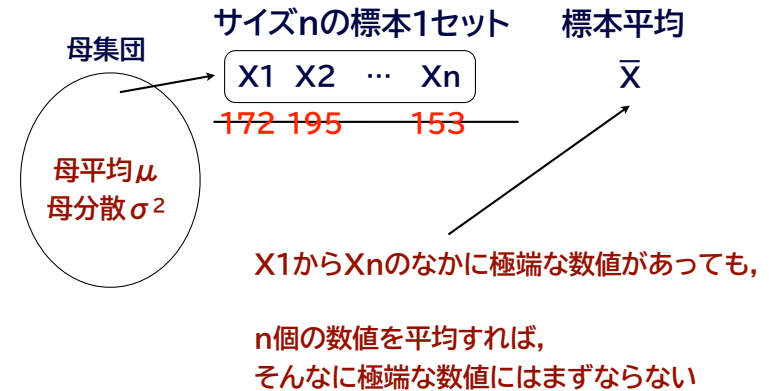 サイズnの標本1セット
標本平均
母集団
X1 X2 … Xn
X̅
172 195 153
母平均μ
母分散σ²
X1からXnのなかに極端な数値があっても,
n個の数値を平均すれば,
そんなに極端な数値にはまずならない